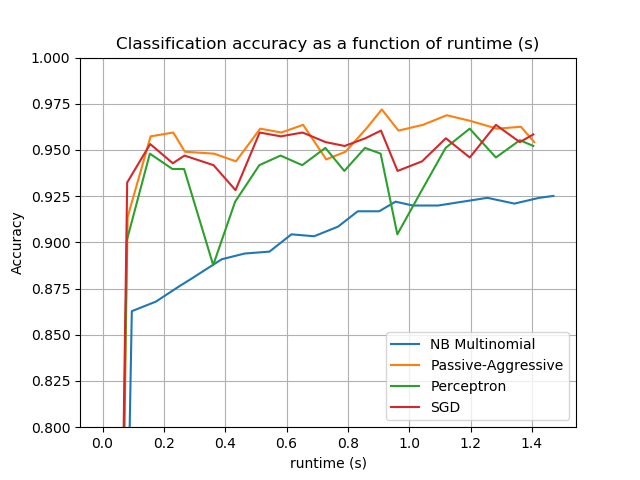 Classification accuracy as a function of runtime (s)
1.000
0.975
0.950
0.925
0.900
0.875
0.850
0.825
0.800
Accuracy
NB Multinomial
Passive-Aggressive
Perceptron
SGD
0.0 0.2 0.4 0.6 0.8 1.0 1.2 1.4
runtime (s)